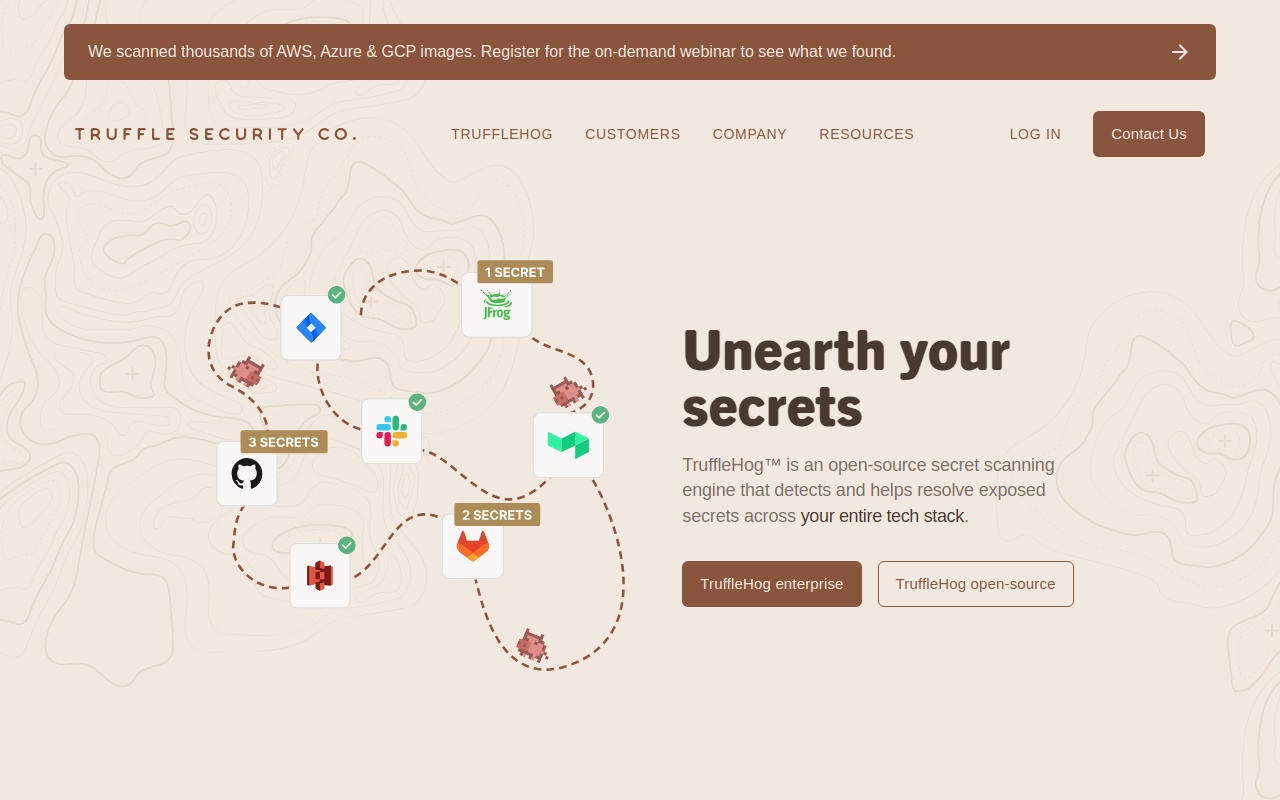 We scanned thousands of AWS, Azure & GCP images. Register for the on-demand webinar to see what we found.
TRUFFLE SECURITY CO.
TRUFFLEHOG
CUSTOMERS
COMPANY
RESOURCES
LOG IN
Contact Us
1 SECRET
JFrog
3 SECRETS
2 SECRETS
Unearth your
secrets
TruffleHog™ is an open-source secret scanning
engine that detects and helps resolve exposed
secrets across your entire tech stack.
TruffleHog enterprise
TruffleHog open-source